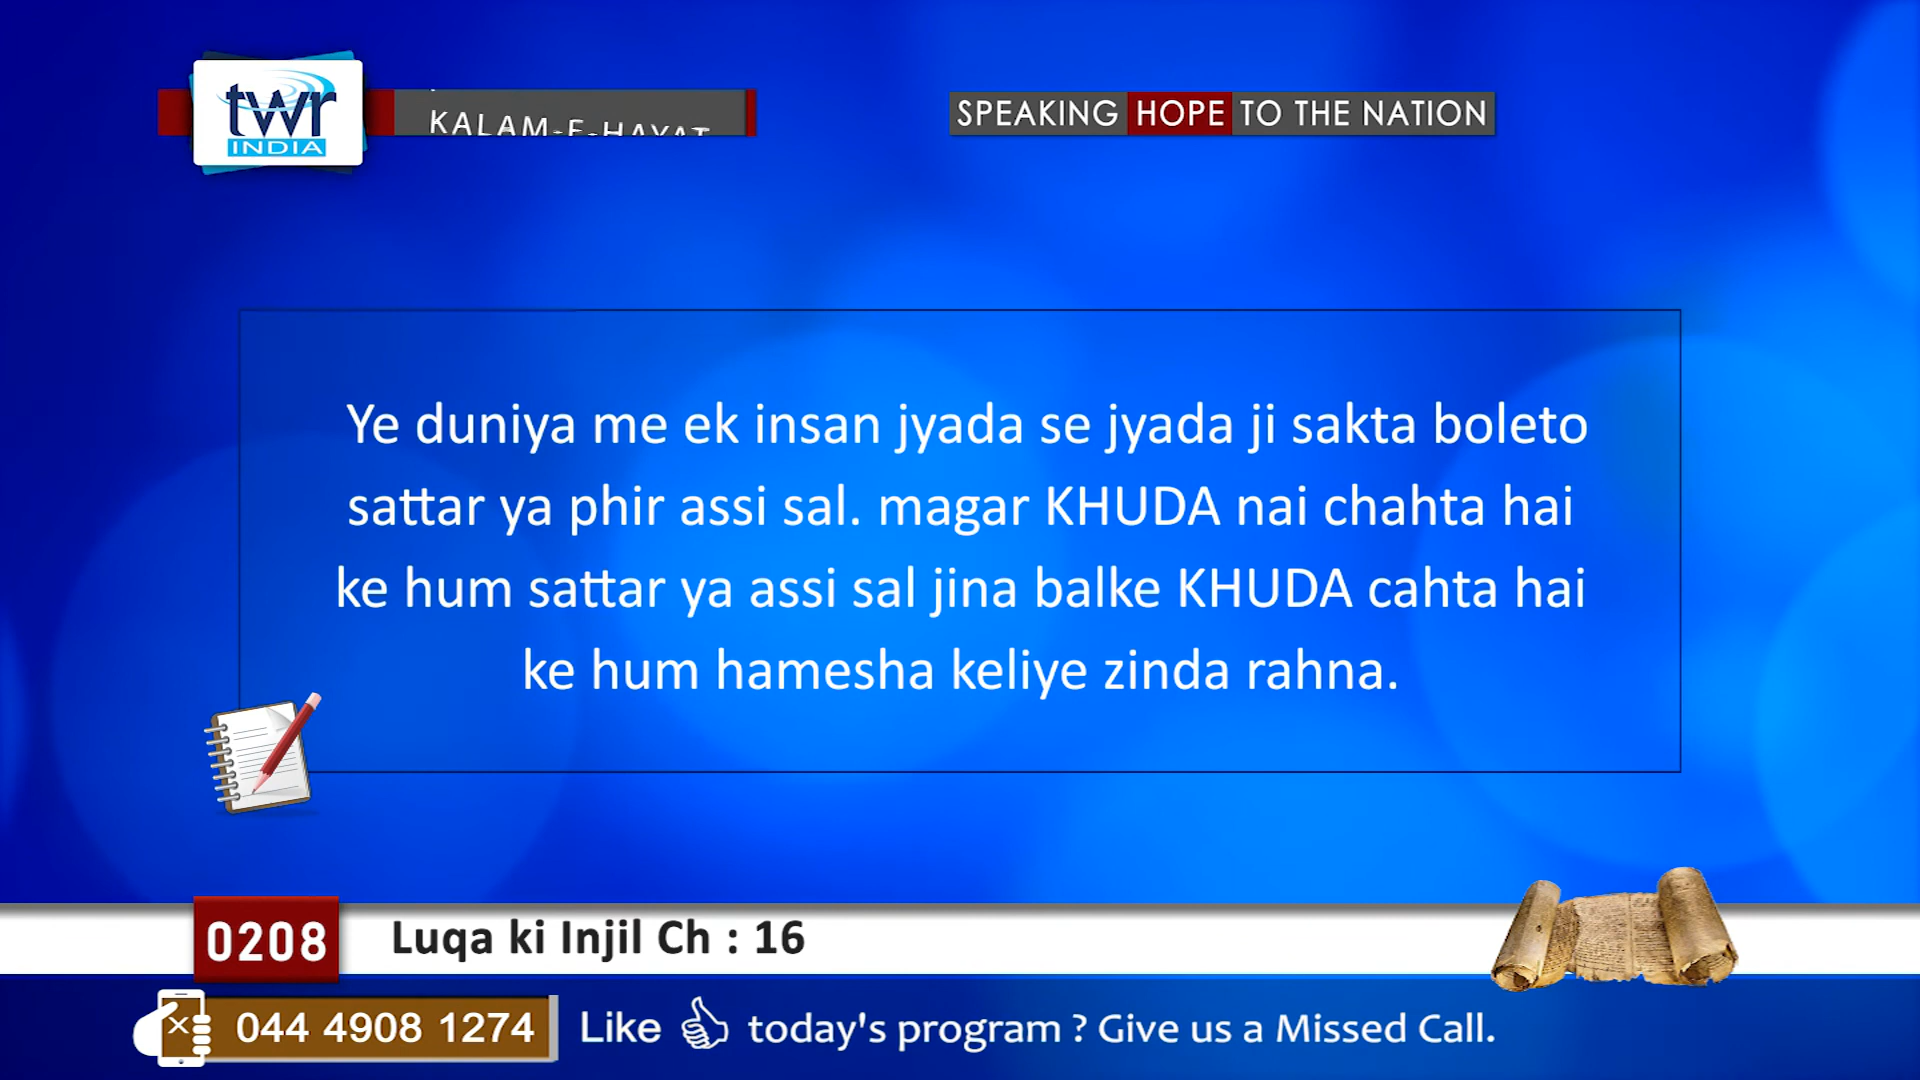 twr
INDIA
KALAM-E-HAYAT
SPEAKING HOPE TO THE NATION
Ye duniya me ek insan jyada se jyada ji sakta boleto
sattar ya phir assi sal. magar KHUDA nai chahta hai
ke hum sattar ya assi sal jina balke KHUDA cahta hai
ke hum hamesha keliye zinda rahna.
0208
Luqa ki Injil Ch : 16
044 4908 1274
Like today's program ? Give us a Missed Call.